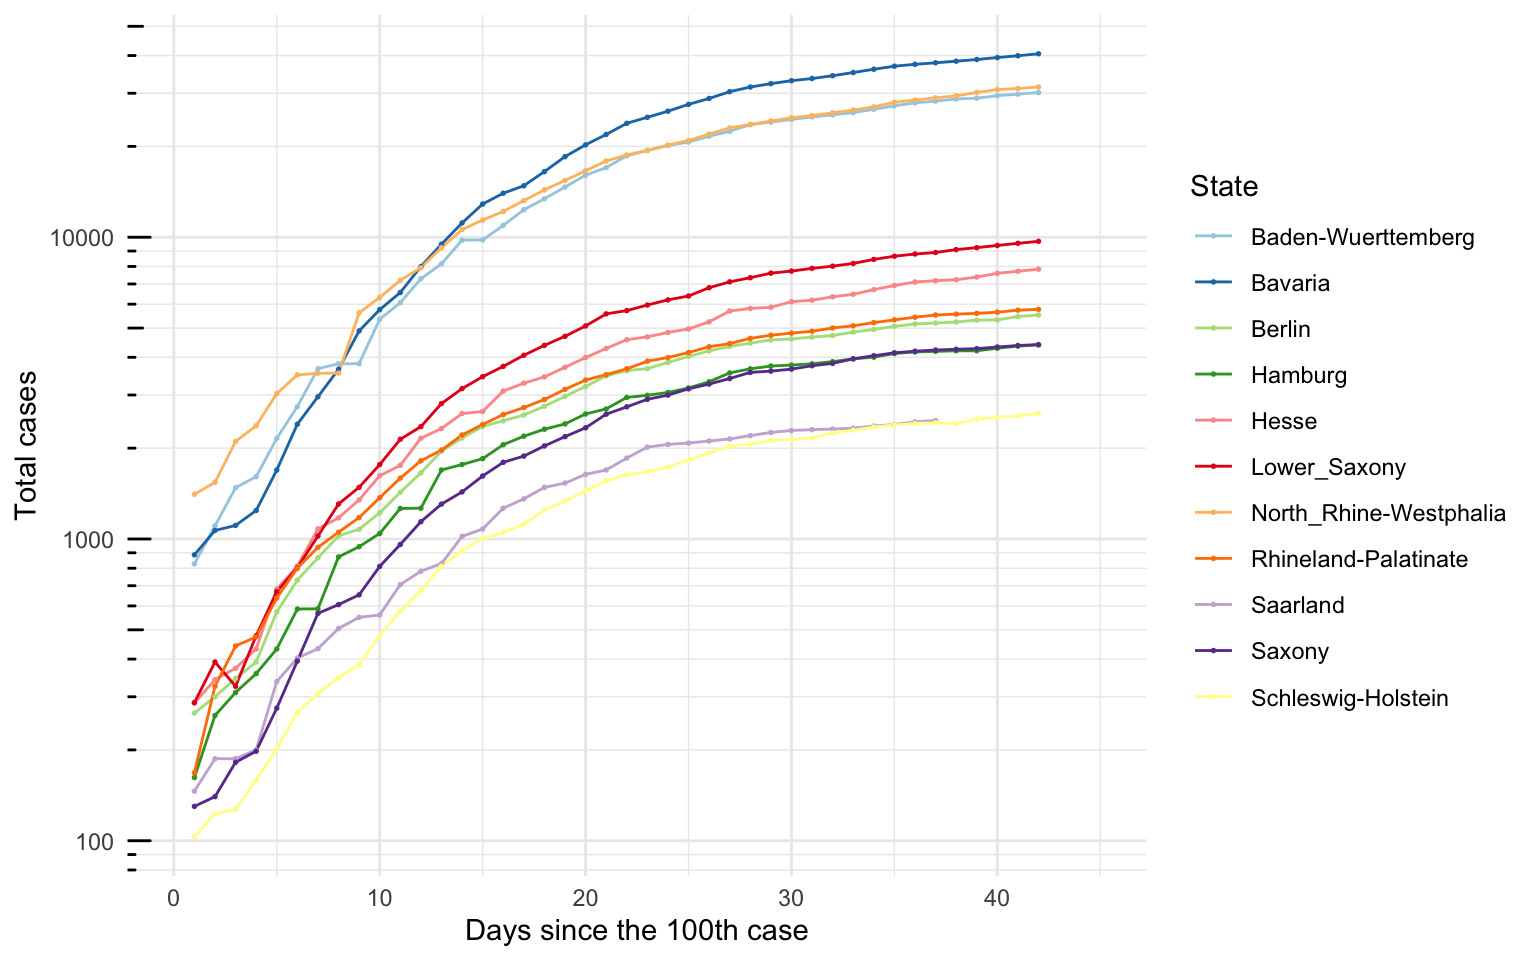 Total cases
10000
1000
100
0
10
20
30
40
Days since the 100th case
State
Baden-Wuerttemberg
Bavaria
Berlin
Hamburg
Hesse
Lower_Saxony
North_Rhine-Westphalia
Rhineland-Palatinate
Saarland
Saxony
Schleswig-Holstein